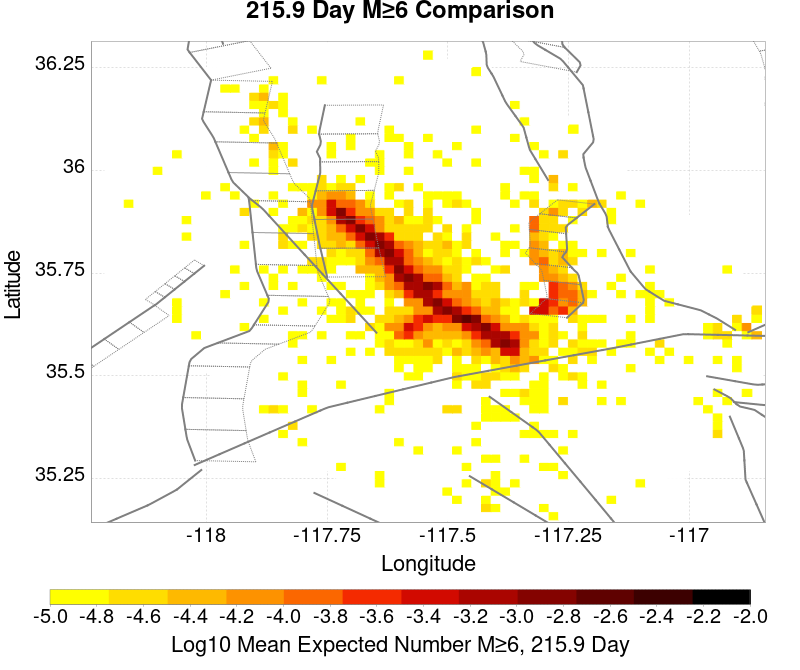 215.9 Day M≥6 Comparison
36.25
36
35.75
35.5
35.25
Latitude
-118
-117.75
-117.5
-117.25
-117
Longitude
-5.0 -4.8 -4.6 -4.4 -4.2 -4.0 -3.8 -3.6 -3.4 -3.2 -3.0 -2.8 -2.6 -2.4 -2.2 -2.0
Log10 Mean Expected Number M≥6, 215.9 Day